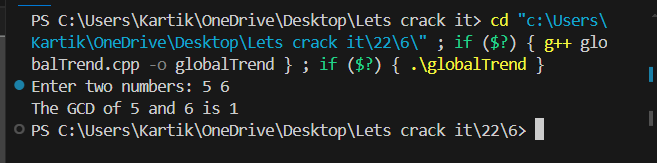 PS C:\Users\Kartik\OneDrive\Desktop\Lets crack it> cd "c:\Users\
Kartik\OneDrive\Desktop\Lets crack it\22\6\" ; if ($?) { g++ glo
balTrend.cpp -o globalTrend } ; if ($?) { .\globalTrend }
Enter two numbers: 5 6
The GCD of 5 and 6 is 1
PS C:\Users\Kartik\OneDrive\Desktop\Lets crack it\22\6>